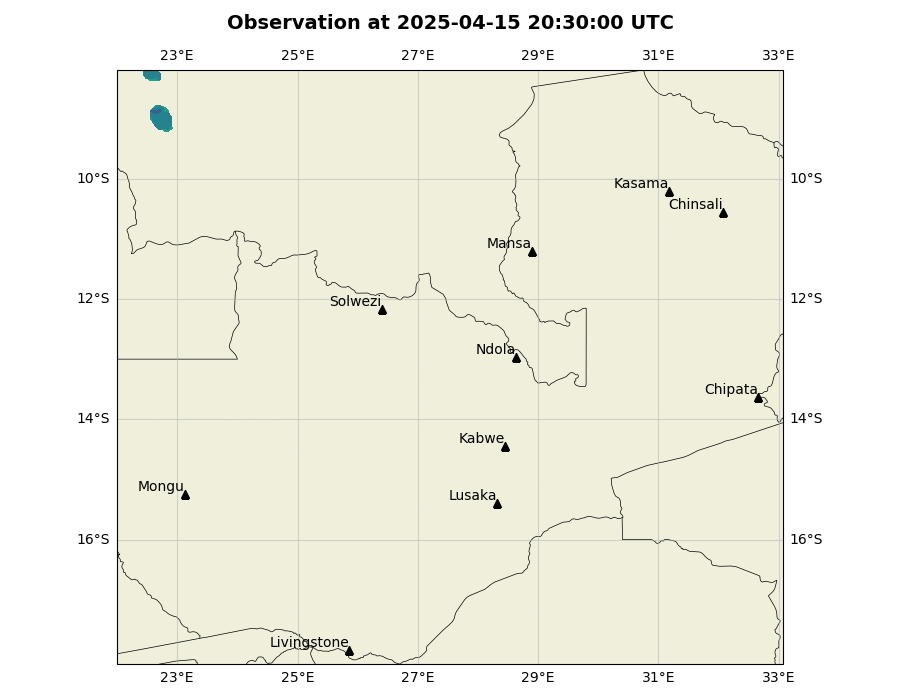 Observation at 2025-04-15 20:30:00 UTC
23°E 25°E 27°E 29°E 31°E 33°E
10°S 10°S
Kasama
Chinsali
Mansa
12°S 12°S
Solwezi
Ndola
Chipata
14°S 14°S
Kabwe
Mongu
Lusaka
16°S 16°S
Livingstone
23°E 25°E 27°E 29°E 31°E 33°E